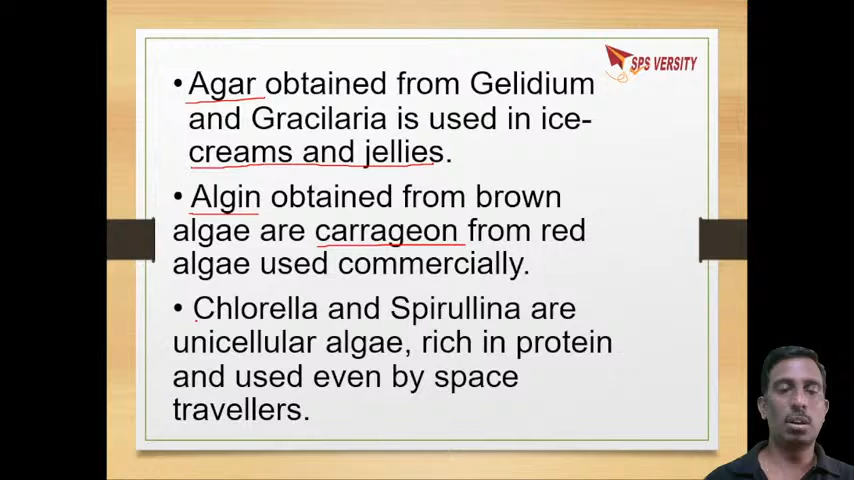 SPS VERSITY
•Agar obtained from Gelidium
and Gracilaria is used in ice-
creams and jellies.
• Algin obtained from brown
algae are carrageon from red
algae used commercially.
• Chlorella and Spirullina are
unicellular algae, rich in protein
and used even by space
travellers.